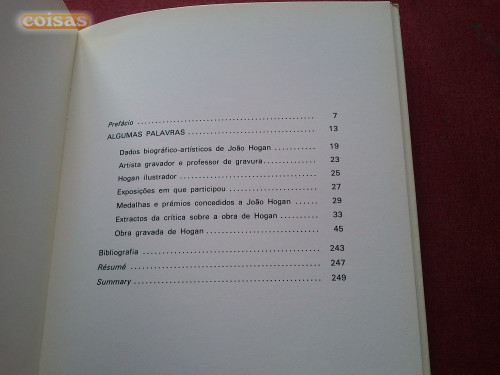 coisas
Prefácio 7
ALGUMAS PALAVRAS 13
Dados biográfico-artísticos de João Hogan 19
Artista gravador e professor de gravura 23
Hogan ilustrador 25
Exposições em que participou 27
Medalhas e prémios concedidos a João Hogan 29
Extractos da crítica sobre a obra de Hogan 33
Obra gravada de Hogan 45
Bibliografia 243
Résumé 247
Summary 249